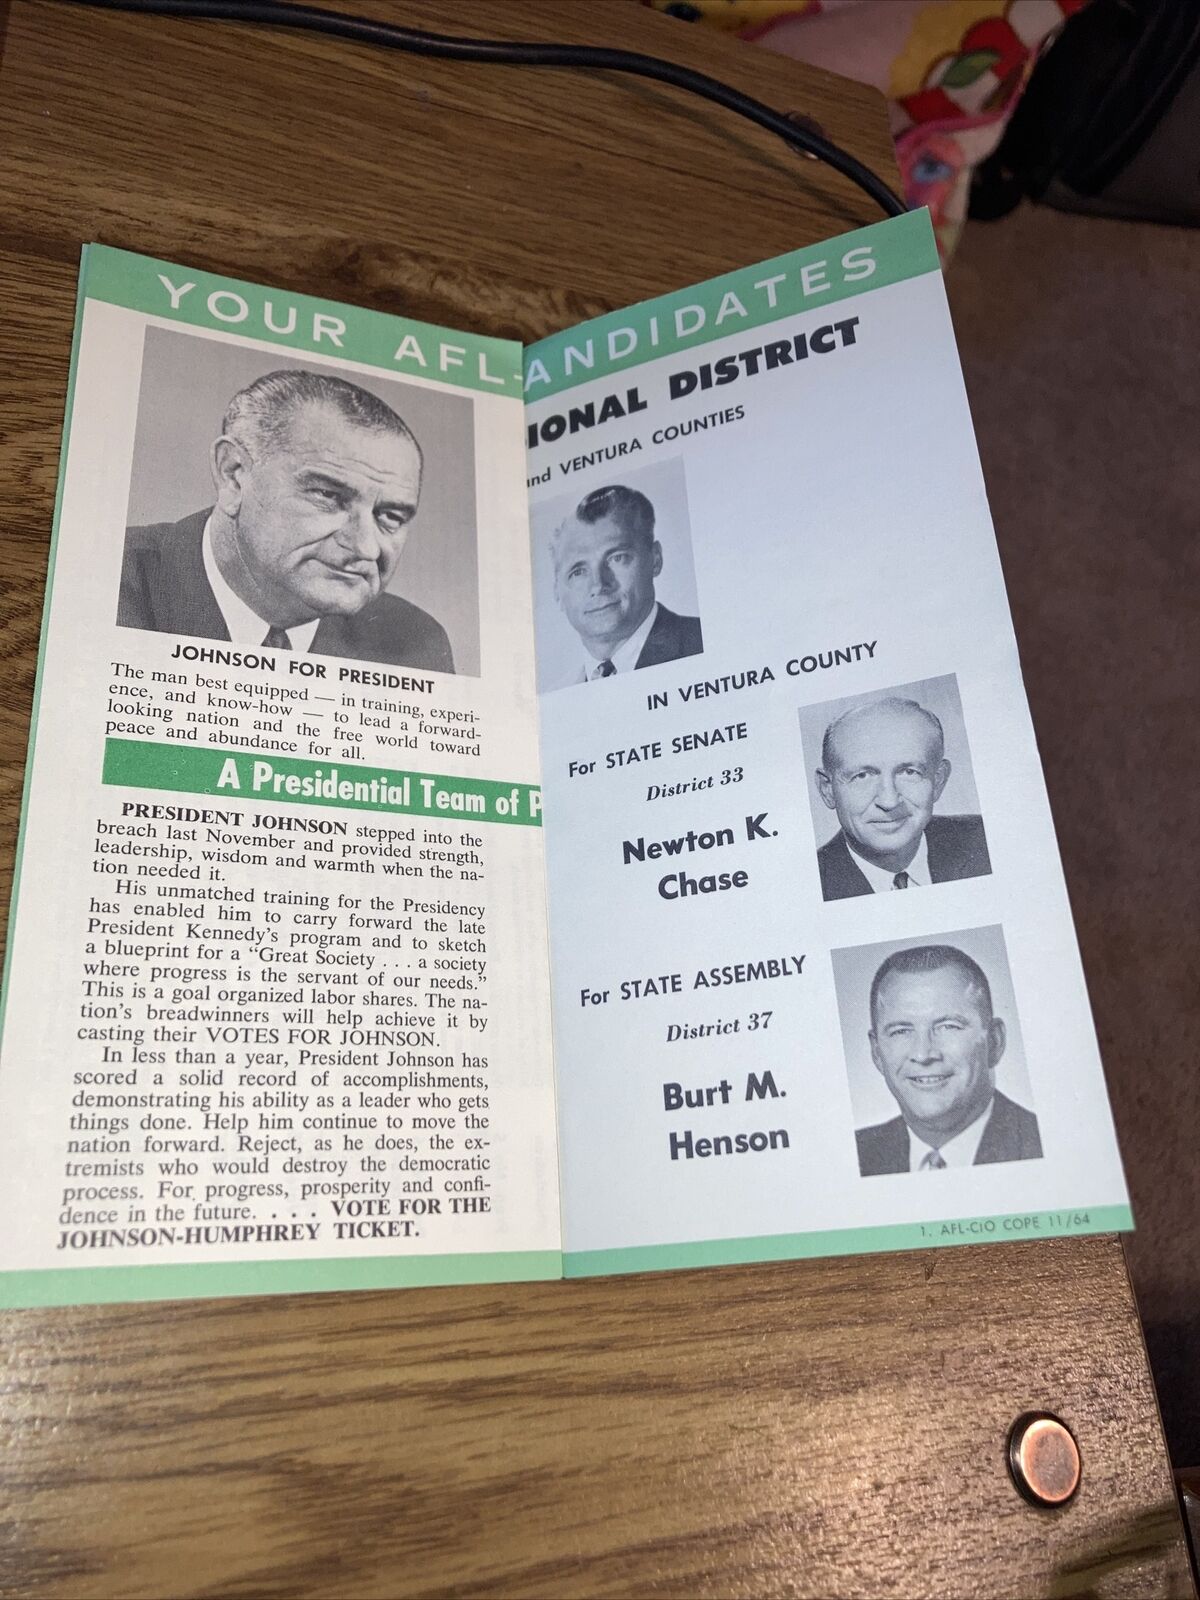 YOUR AFL-
JOHNSON FOR PRESIDENT
The man best equipped — in training, experi-
ence, and know-how — to lead a forward-
looking nation and the free world toward
peace and abundance for all.
A Presidential Team of P
PRESIDENT JOHNSON stepped into the
breach last November and provided strength,
leadership, wisdom and warmth when the na-
tion needed it.
His unmatched training for the Presidency
has enabled him to carry forward the late
President Kennedy's program and to sketch
a blueprint for a "Great Society . . . a society
where progress is the servant of our needs."
This is a goal organized labor shares. The na-
tion's breadwinners will help achieve it by
casting their VOTES FOR JOHNSON.
In less than a year, President Johnson has
scored a solid record of accomplishments,
demonstrating his ability as a leader who gets
things done. Help him continue to move the
nation forward. Reject, as he does, the ex-
tremists who would destroy the democratic
process. For progress, prosperity and confi-
dence in the future. . . . VOTE FOR THE
JOHNSON-HUMPHREY TICKET.
ANDIDATES
IONAL DISTRICT
and VENTURA COUNTIES
IN VENTURA COUNTY
For STATE SENATE
District 33
Newton K.
Chase
For STATE ASSEMBLY
District 37
Burt M.
Henson
1. AFL-CIO COPE 11/64